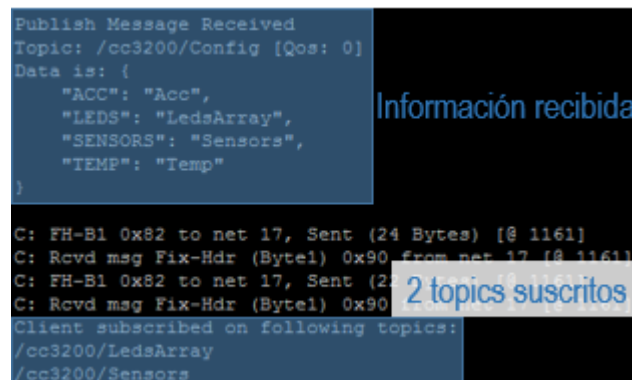 Publish Message Received
Topic: /cc3200/Config [Qos: 0]
Data is: {
"ACC": "Acc",
"LEDS": "LedsArray",
"SENSORS": "Sensors",
"TEMP": "Temp"
}
Información recibida
C: FH-B1 0x82 to net 17, Sent (24 Bytes) [@ 1161]
C: Rcvd msg Fix-Hdr (Byte1) 0x90 from net 17 [@ 1161]
C: FH-B1 0x82 to net 17, Sent (22
C: Rcvd msg Fix-Hdr (Byte1) 0x90
2 topics suscritos
Client subscribed on following topics:
/cc3200/LedsArray
/cc3200/Sensors